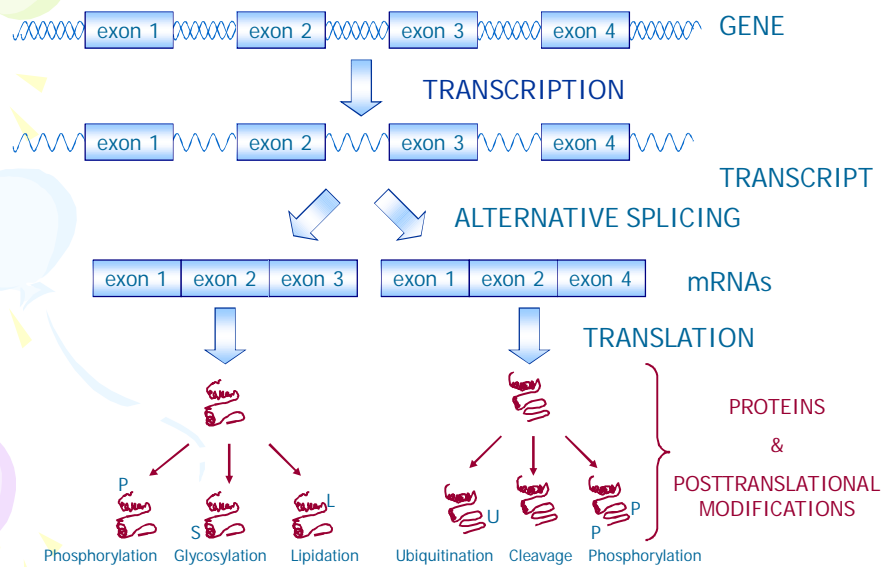 exon 1 exon 2 exon 3 exon 4 GENE
TRANSCRIPTION
exon 1 exon 2 exon 3 exon 4
TRANSCRIPT
ALTERNATIVE SPLICING
exon 1 exon 2 exon 3 exon 1 exon 2 exon 4 mRNAs
TRANSLATION
PROTEINS
&
POSTTRANSLATIONAL
MODIFICATIONS
P
L
S
U
P
P
Phosphorylation Glycosylation Lipidation Ubiquitination Cleavage Phosphorylation